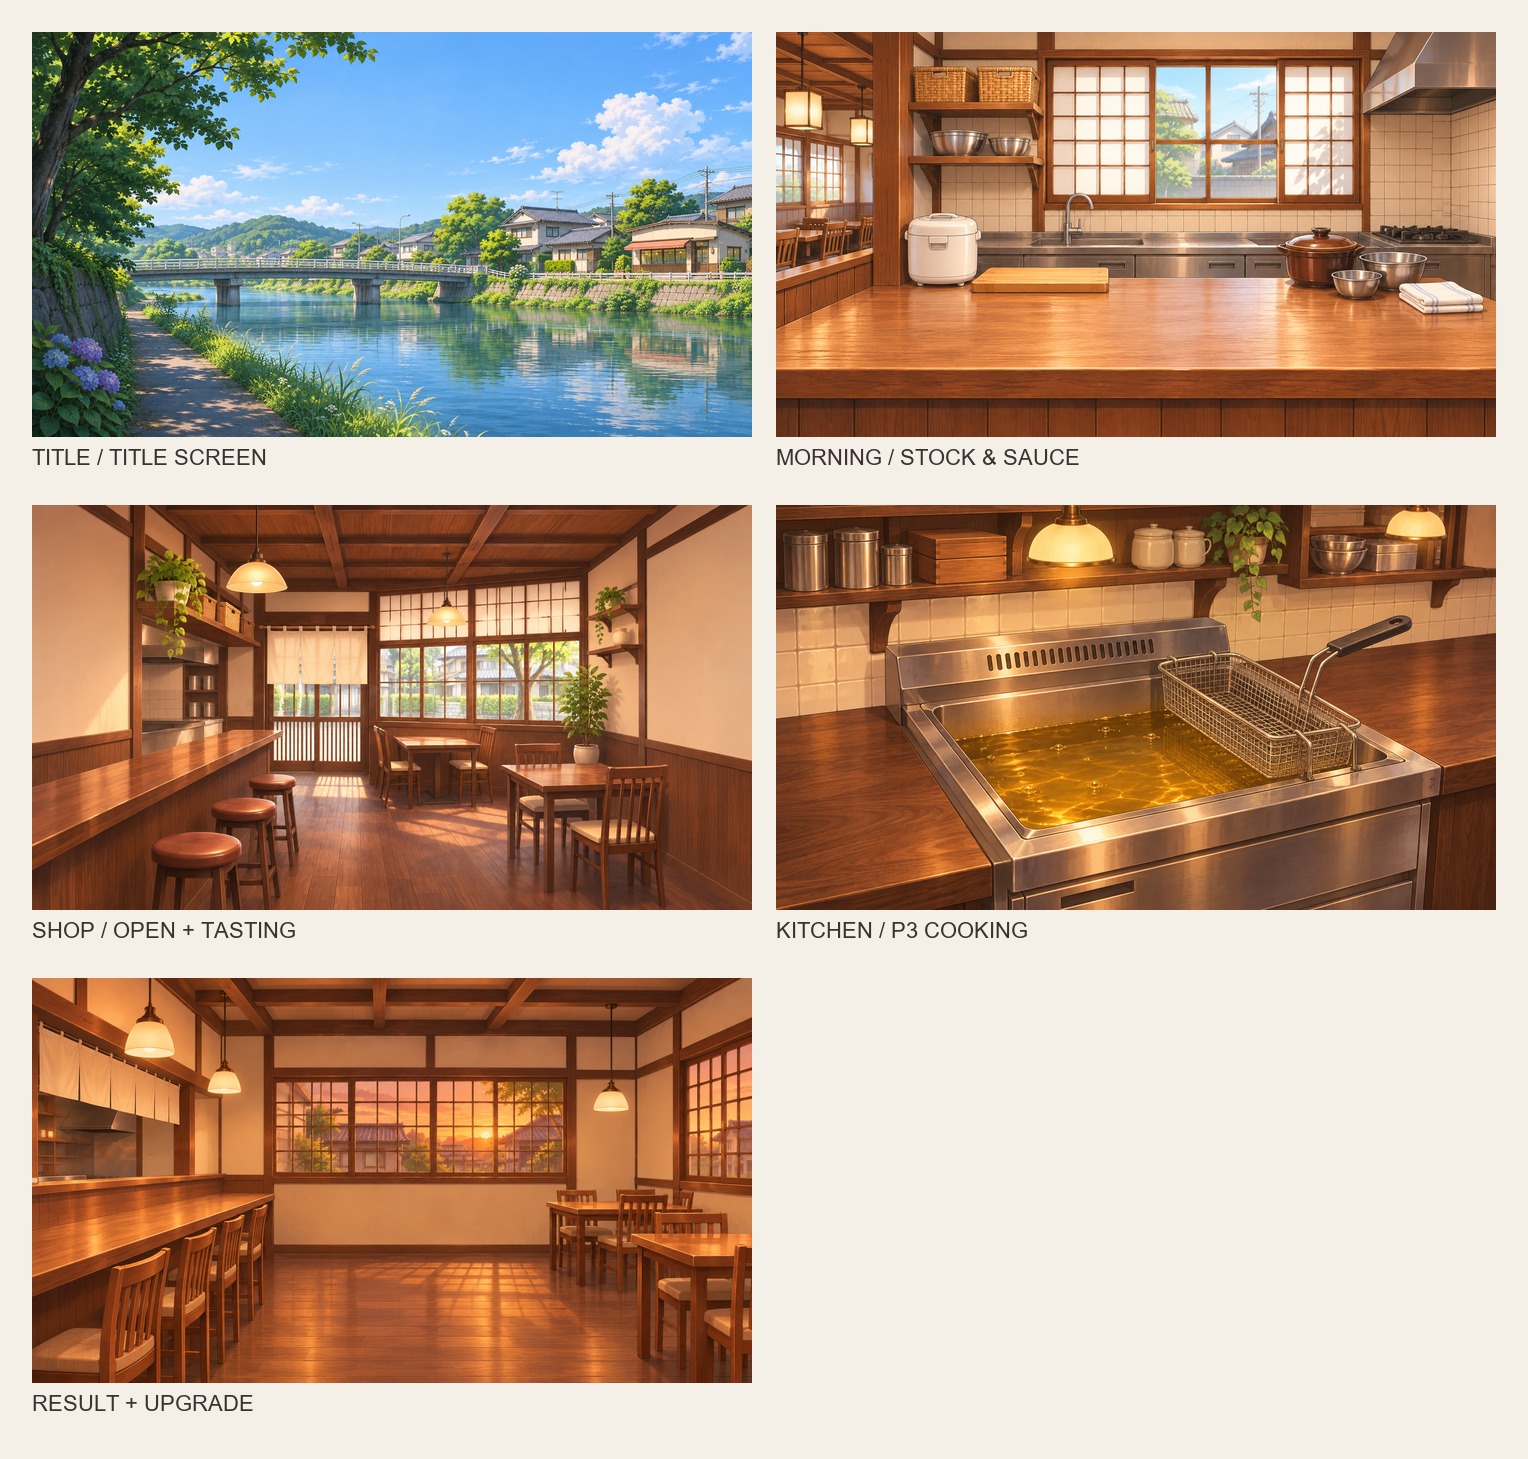 TITLE / TITLE SCREEN
MORNING / STOCK & SAUCE
SHOP / OPEN + TASTING
KITCHEN / P3 COOKING
RESULT + UPGRADE